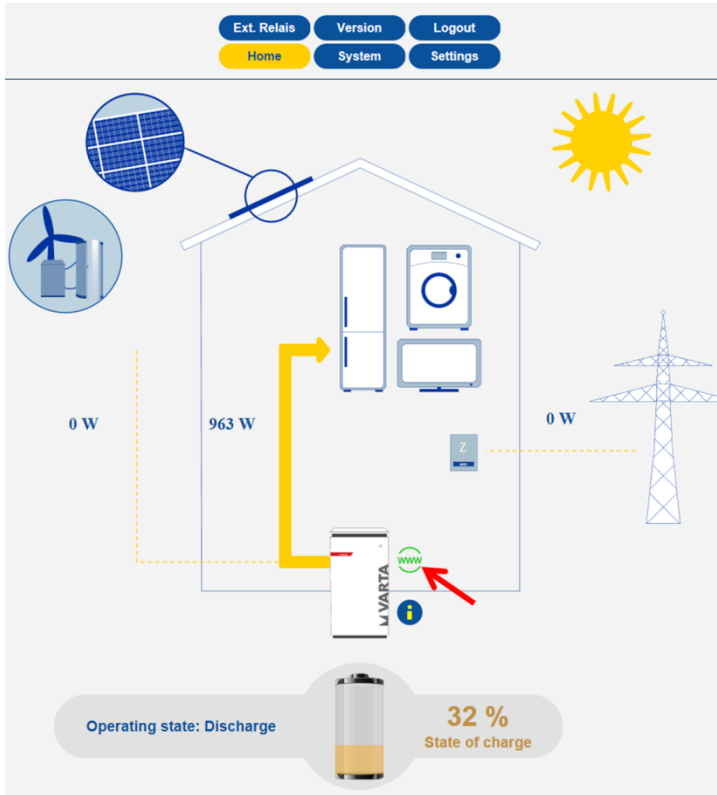 Ext. Relais
Version
Logout
Home
System
Settings
0 W
963 W
0 W
Z
www
VARTA
i
Operating state: Discharge
32 %
State of charge